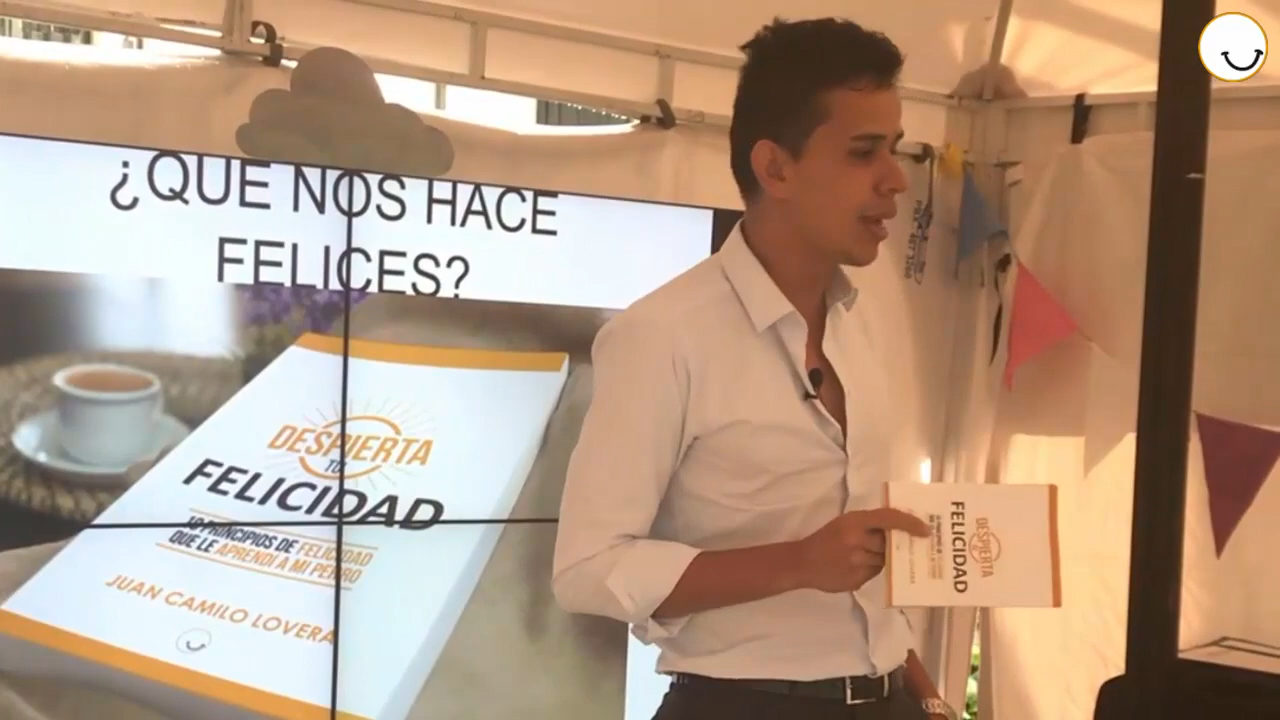 ¿QUE NOS HACE
FELICES?
DESPIERTA
TU
FELICIDAD
10 PRINCIPIOS DE FELICIDAD
QUE LE APRENDÍ A MI PERRO
JUAN CAMILO LOVERA
DESPIERTA
FELICIDAD